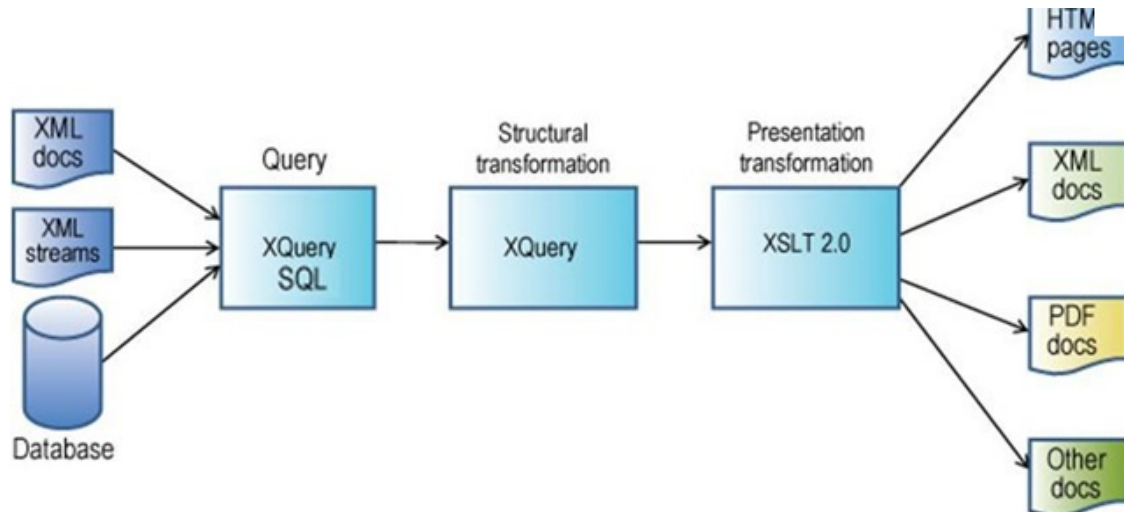 XML
docs
XML
streams
Database
Query
XQuery
SQL
Structural
transformation
XQuery
Presentation
transformation
XSLT 2.0
pages
XML
docs
PDF
docs
Other
docs